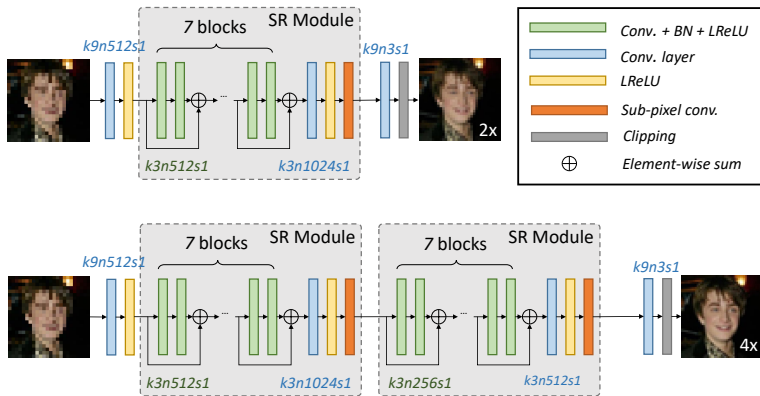 7 blocks
SR Module
k9n512s1
k9n3s1
...
k3n512s1
k3n1024s1
2x
Conv. + BN + LReLU
Conv. layer
LReLU
Sub-pixel conv.
Clipping
Element-wise sum
7 blocks
SR Module
7 blocks
SR Module
k9n512s1
k9n3s1
...
...
k3n512s1
k3n1024s1
k3n256s1
k3n512s1
4x